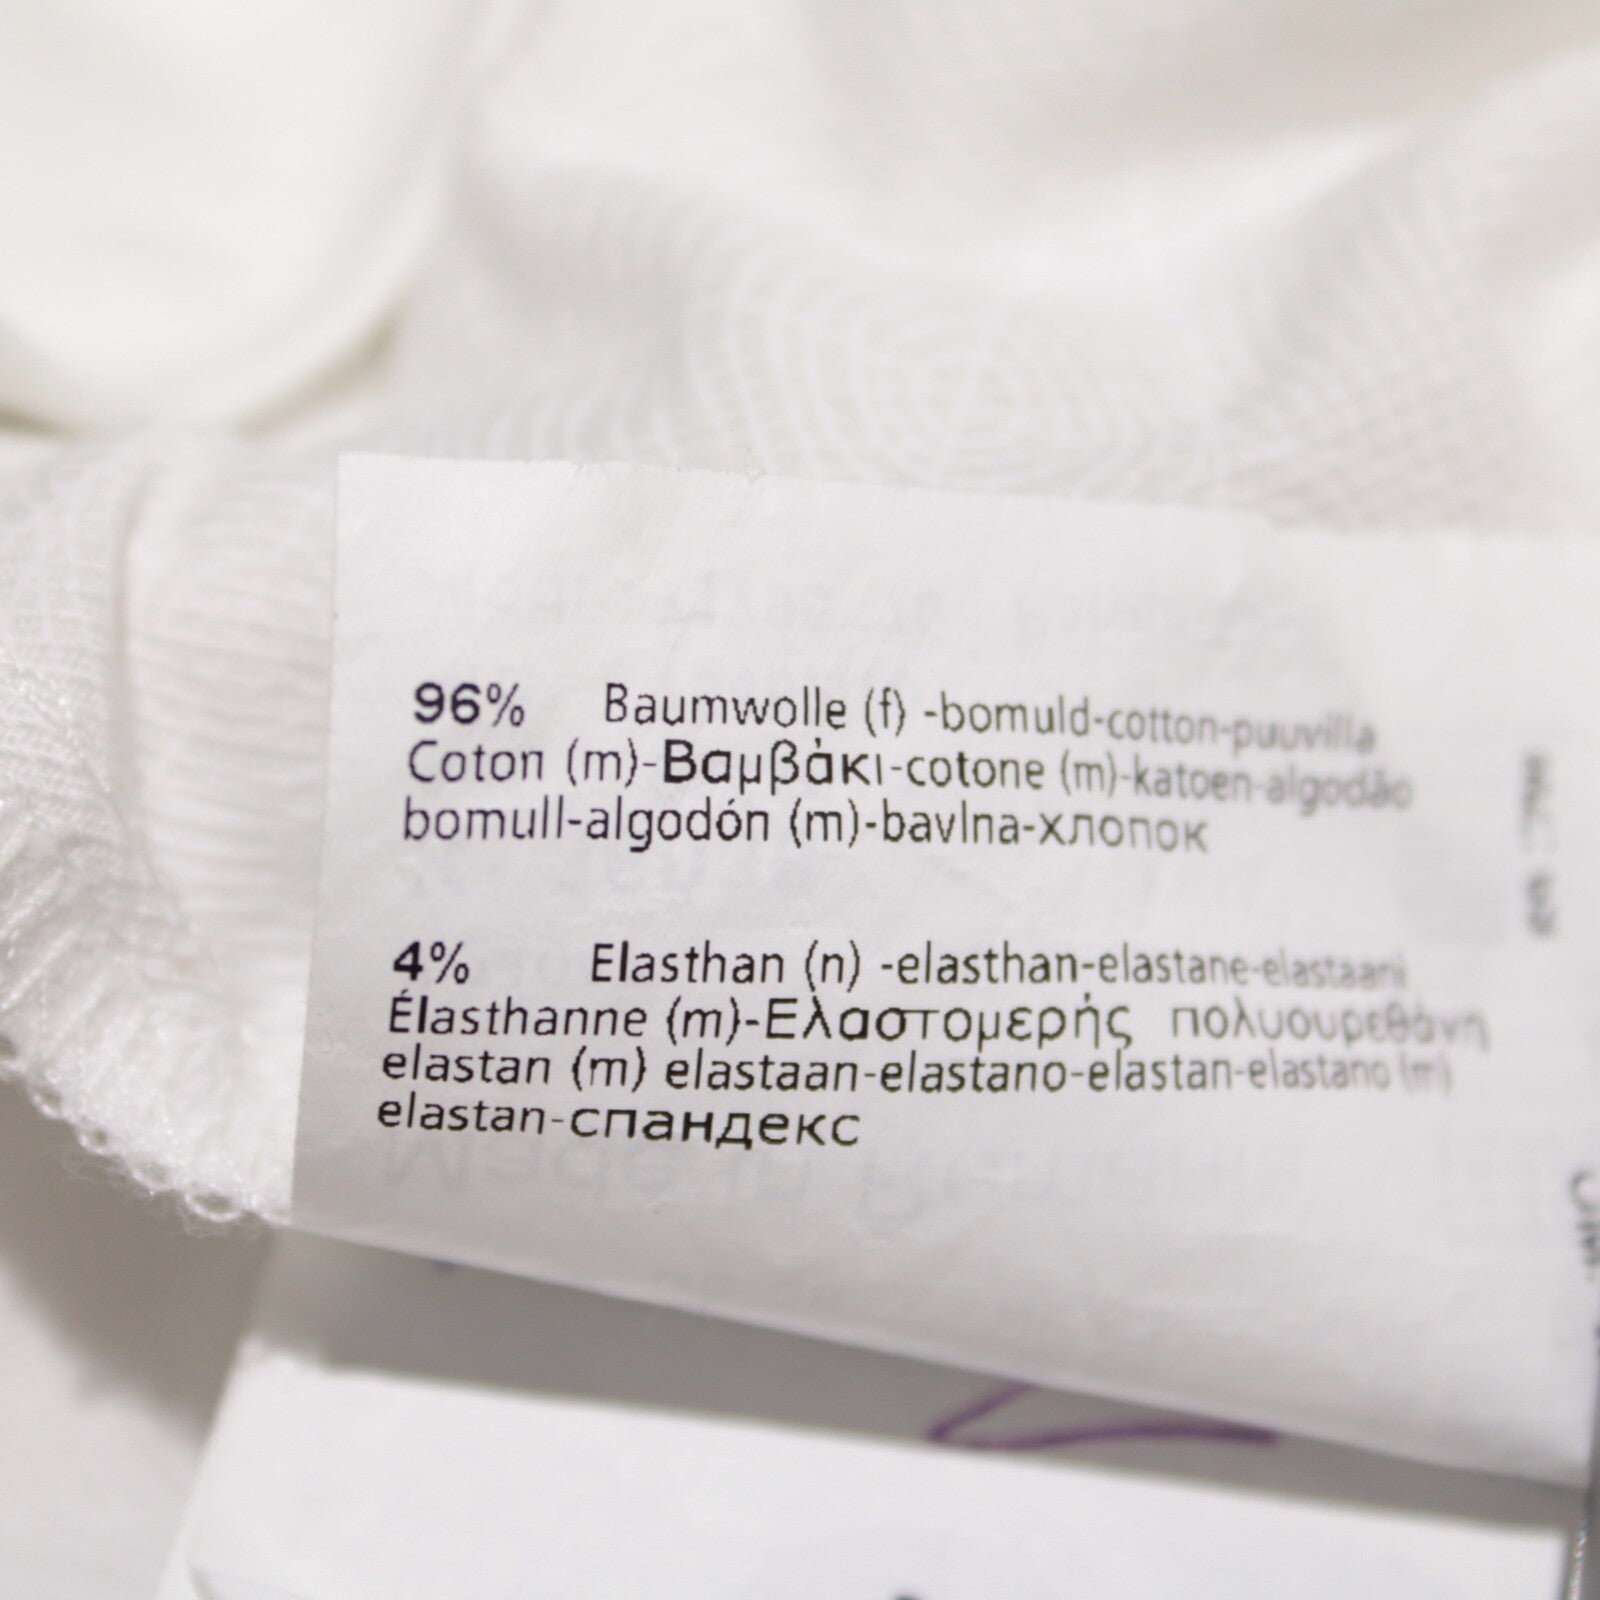 96% Baumwolle (f) -bomuld-cotton-puuvilla
Coton (m)-Βαμβάκι-cotone (m)-katoen-algodão
bomull-algodón (m)-bavlna-хлопок
4% Elasthan (n) -elasthan-elastane-elastaani
Élasthanne (m)-Ελαστομερής πολυουρεθάνη
elastan (m) elastaan-elastano-elastan-elastano (m)
elastan-спандекс